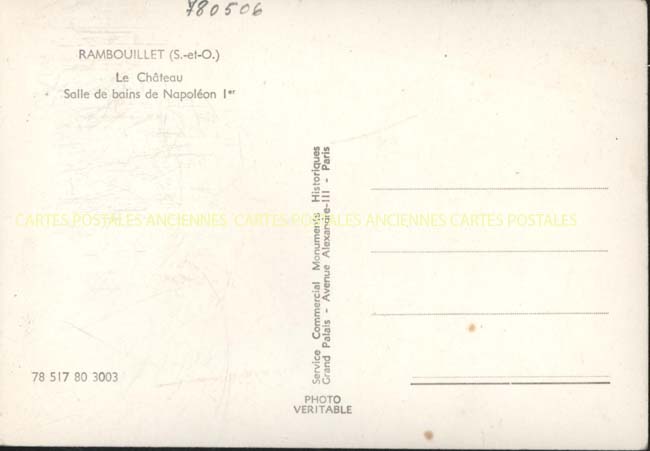 780506
RAMBOUILLET (S.-et-O.)
Le Château
Salle de bains de Napoléon 1er
CARTES POSTALES ANCIENNES CARTES POSTALES ANCIENNES CARTES POSTALES
Service Commercial Monuments Historiques
Grand Palais - Avenue Alexandre-III - Paris
78 517 80 3003
PHOTO
VERITABLE